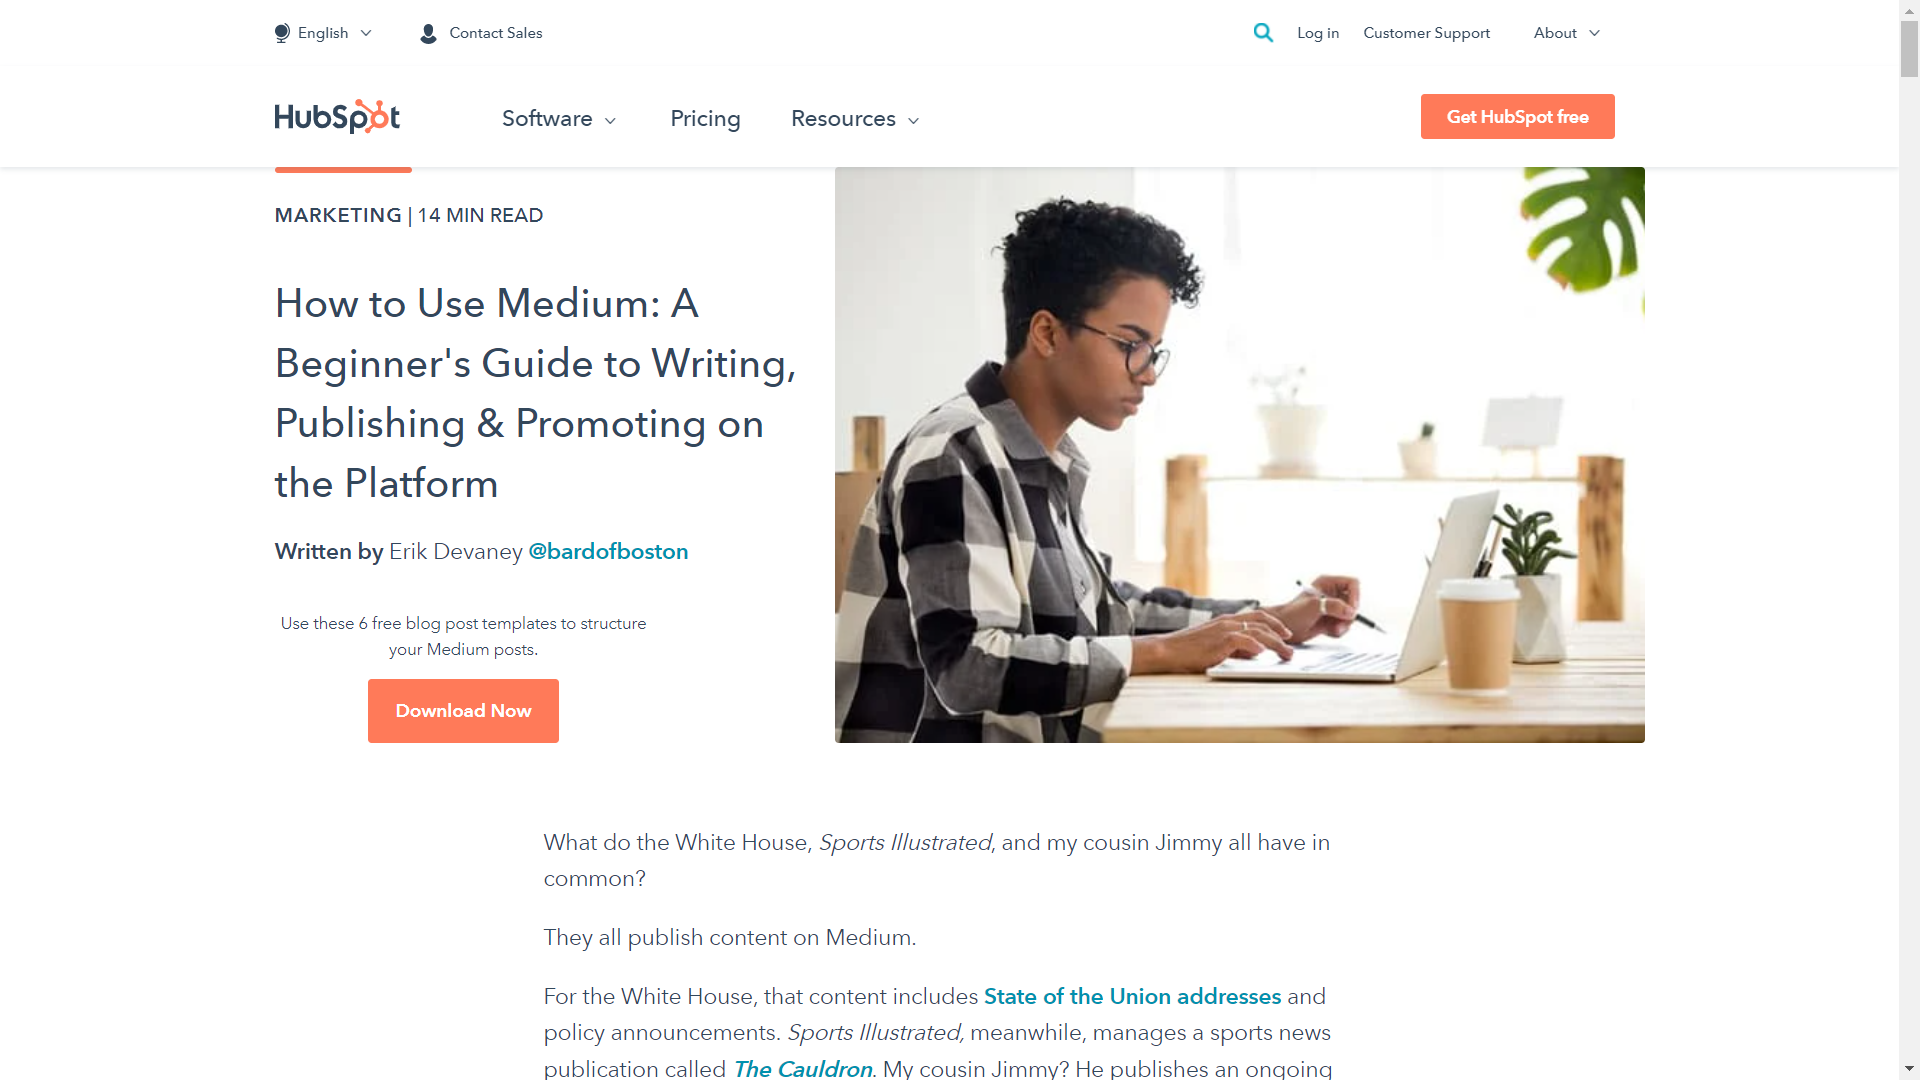 English
Contact Sales
Log in
Customer Support
About
HubSpot
Software
Pricing
Resources
Get HubSpot free
MARKETING | 14 MIN READ
How to Use Medium: A
Beginner's Guide to Writing,
Publishing & Promoting on
the Platform
Written by Erik Devaney @bardofboston
Use these 6 free blog post templates to structure
your Medium posts.
Download Now
What do the White House, Sports Illustrated, and my cousin Jimmy all have in
common?
They all publish content on Medium.
For the White House, that content includes State of the Union addresses and
policy announcements. Sports Illustrated, meanwhile, manages a sports news
publication called The Cauldron. My cousin Jimmy? He publishes an ongoing